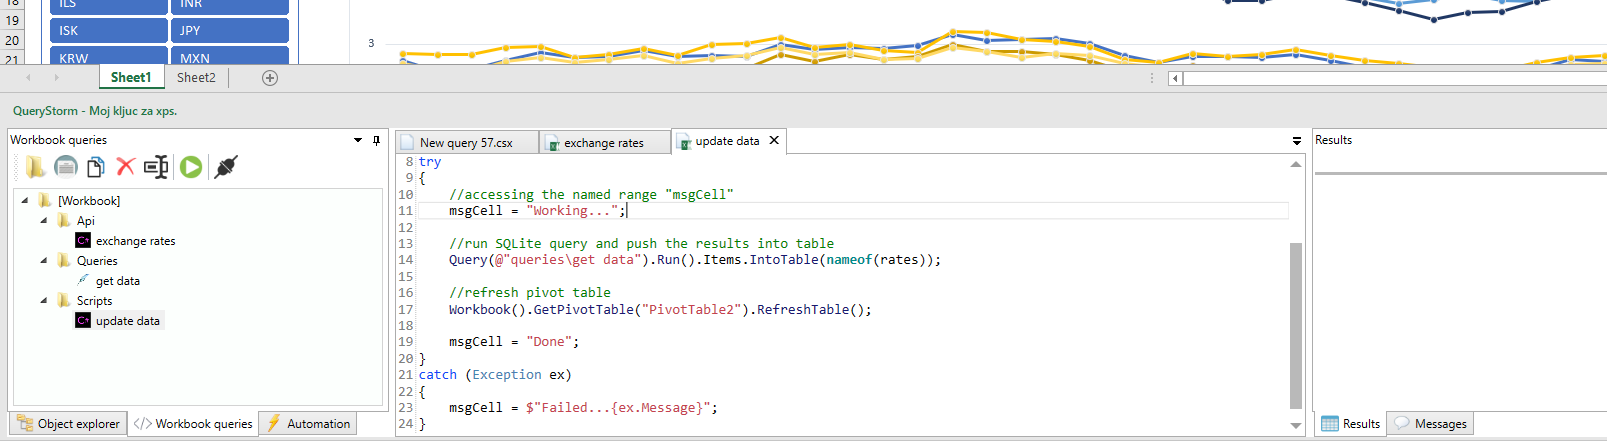 18
ILS INR
19
ISK JPY
20
3
21
KRW MXN
Sheet1 Sheet2
QueryStorm - Moj kljuc za xps.
Workbook queries
[Workbook]
Api
exchange rates
Queries
get data
Scripts
update data
Object explorer Workbook queries Automation
New query 57.csx exchange rates update data
8 try
9 {
10 //accessing the named range "msgCell"
11 msgCell = "Working...";
12
13 //run SQLite query and push the results into table
14 Query(@"queries\get data").Run().Items.IntoTable(nameof(rates));
15
16 //refresh pivot table
17 Workbook().GetPivotTable("PivotTable2").RefreshTable();
18
19 msgCell = "Done";
20 }
21 catch (Exception ex)
22 {
23 msgCell = $"Failed...{ex.Message}";
24 }
Results
Results Messages